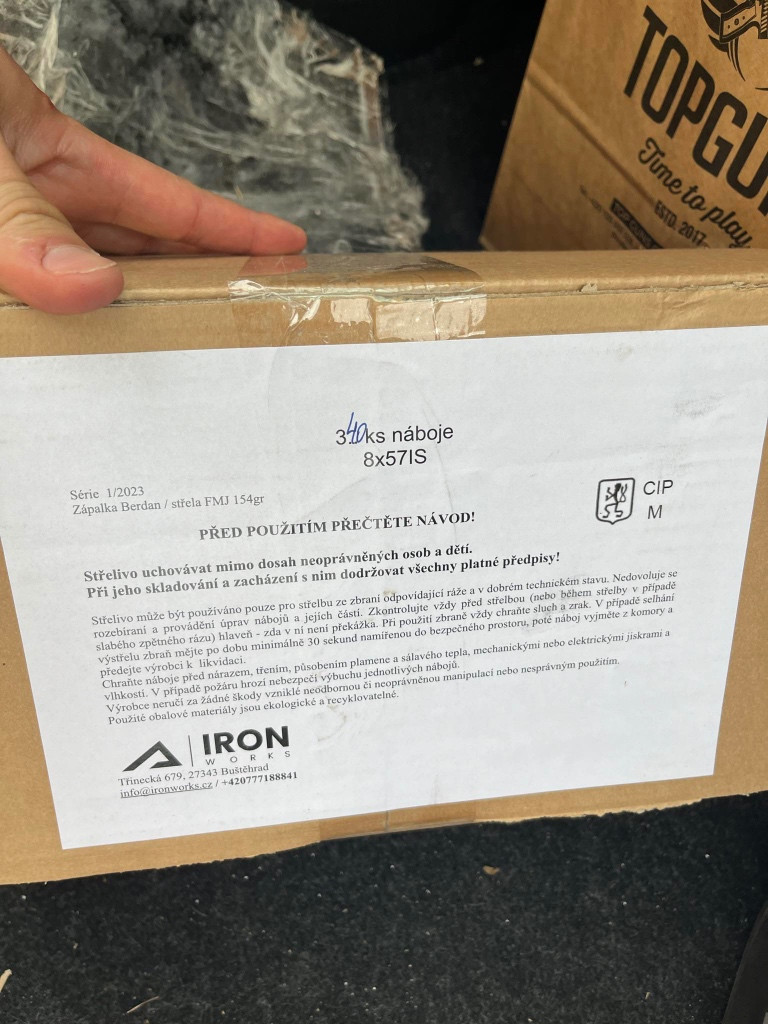 TOPGU
Time to play
ESTD. 2017
340ks náboje
8x57IS
Série 1/2023
Zápalka Berdan / střela FMJ 154gr
CIP
M
PŘED POUŽITÍM PŘEČTĚTE NÁVOD!
Střelivo uchovávat mimo dosah neoprávněných osob a dětí.
Při jeho skladování a zacházení s nim dodržovat všechny platné předpisy!
Střelivo může být používáno pouze pro střelbu ze zbraní odpovídající ráže a v dobrém technickém stavu. Nedovoluje se
rozebírání a provádění úprav nábojů a jejích částí. Zkontrolujte vždy před střelbou (nebo během střelby v případě
slabého zpětného rázu) hlaveň - zda v ní není překážka. Při použití zbraně vždy chraňte sluch a zrak. V případě selhání
výstřelu zbraň mějte po dobu minimálně 30 sekund namířenou do bezpečného prostoru, poté náboj vyjměte z komory a
předejte výrobci k likvidaci.
Chraňte náboje před nárazem, třením, působením plamene a sálavého tepla, mechanickými nebo elektrickými jiskrami a
vlhkostí. V případě požáru hrozí nebezpečí výbuchu jednotlivých nábojů.
Výrobce neručí za žádné škody vzniklé neodbornou či neoprávněnou manipulací nebo nesprávným použitím.
Použité obalové materiály jsou ekologické a recyklovatelné.
IRON
WORKS
Třinecká 679, 27343 Buštěhrad
info@ironworks.cz / +420777188841